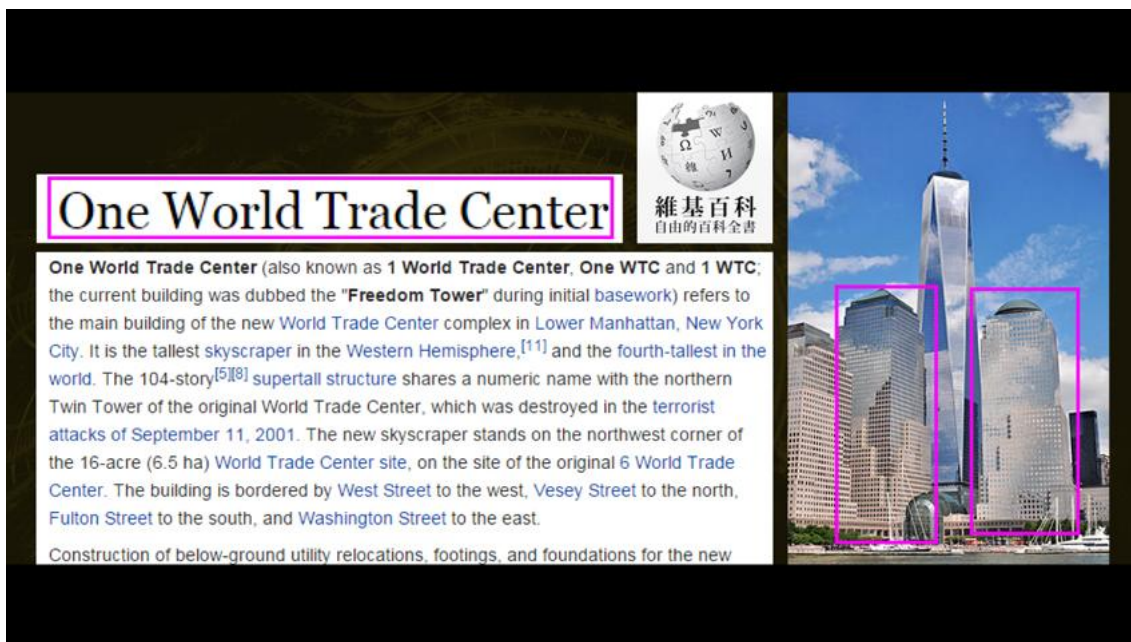 One World Trade Center
維基百科
自由的百科全書
One World Trade Center (also known as 1 World Trade Center, One WTC and 1 WTC;
the current building was dubbed the "Freedom Tower" during initial basework) refers to
the main building of the new World Trade Center complex in Lower Manhattan, New York
City. It is the tallest skyscraper in the Western Hemisphere,[11] and the fourth-tallest in the
world. The 104-story[5][8] supertall structure shares a numeric name with the northern
Twin Tower of the original World Trade Center, which was destroyed in the terrorist
attacks of September 11, 2001. The new skyscraper stands on the northwest corner of
the 16-acre (6.5 ha) World Trade Center site, on the site of the original 6 World Trade
Center. The building is bordered by West Street to the west, Vesey Street to the north,
Fulton Street to the south, and Washington Street to the east.
Construction of below-ground utility relocations, footings, and foundations for the new